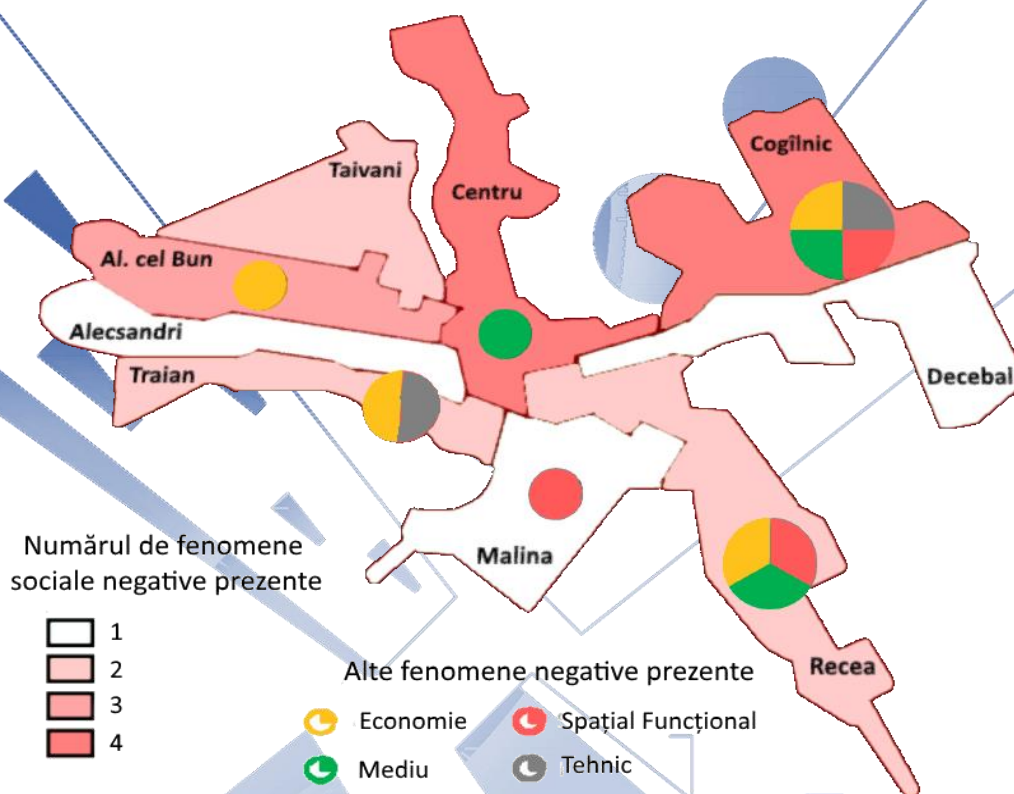 Cogîlnic
Taivani
Centru
Al. cel Bun
Alecsandri
Traian
Decebal
Malina
Recea
Numărul de fenomene
sociale negative prezente
1
2
3
4
Alte fenomene negative prezente
Economie
Spațial Funcțional
Mediu
Tehnic